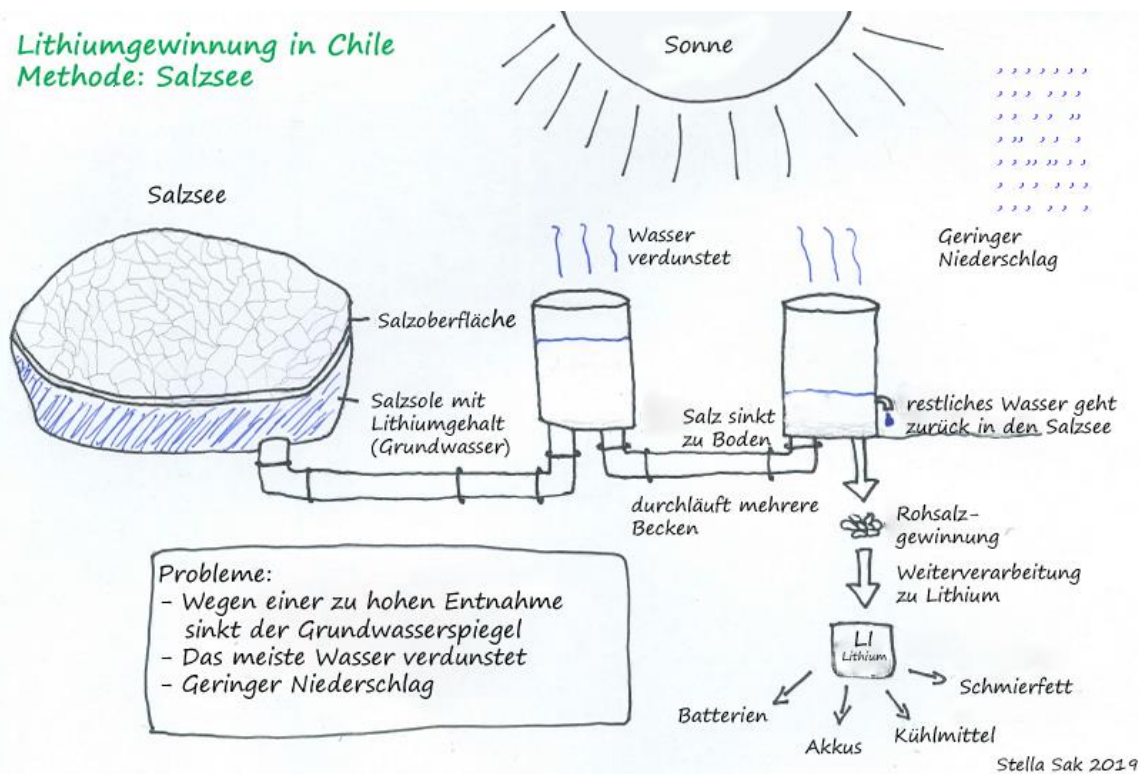 Lithiumgewinnung in Chile
Methode: Salzsee
Sonne
Salzsee
Wasser
verdunstet
Geringer
Niederschlag
Salzoberfläche
Salzsole mit
Lithiumgehalt
(Grundwasser)
Salz sinkt
zu Boden
restliches Wasser geht
zurück in den Salzsee
durchläuft mehrere
Becken
Rohsalz-
gewinnung
Weiterverarbeitung
zu Lithium
LI
Lithium
Batterien
Akkus
Kühlmittel
Schmierfett
Probleme:
- Wegen einer zu hohen Entnahme
sinkt der Grundwasserspiegel
- Das meiste Wasser verdunstet
- Geringer Niederschlag
Stella Sak 2019